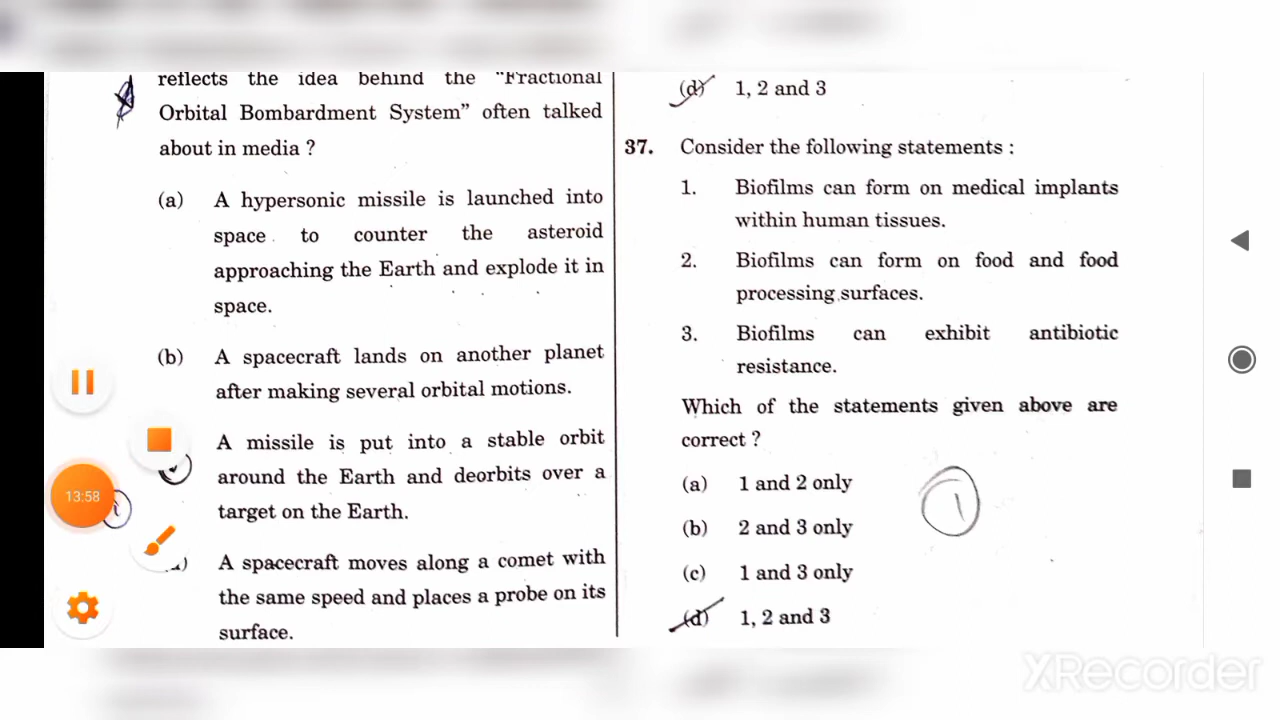 reflects the idea behind the "Fractional
Orbital Bombardment System" often talked
about in media ?
(a) A hypersonic missile is launched into
space to counter the asteroid
approaching the Earth and explode it in
space.
(b) A spacecraft lands on another planet
after making several orbital motions.
A missile is put into a stable orbit
around the Earth and deorbits over a
target on the Earth.
A spacecraft moves along a comet with
the same speed and places a probe on its
surface.
13:58
(d) 1, 2 and 3
37. Consider the following statements :
1. Biofilms can form on medical implants
within human tissues.
2. Biofilms can form on food and food
processing surfaces.
3. Biofilms can exhibit antibiotic
resistance.
Which of the statements given above are
correct ?
(a) 1 and 2 only
(b) 2 and 3 only
(c) 1 and 3 only
(d) 1, 2 and 3
1
XRecorder